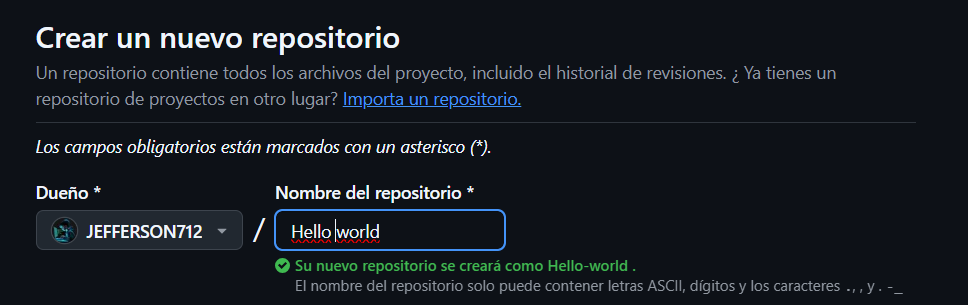 Crear un nuevo repositorio
Un repositorio contiene todos los archivos del proyecto, incluido el historial de revisiones. ¿ Ya tienes un
repositorio de proyectos en otro lugar? Importa un repositorio.
Los campos obligatorios están marcados con un asterisco (*).
Dueño *
Nombre del repositorio *
JEFFERSON712 / Hello world
Su nuevo repositorio se creará como Hello-world .
El nombre del repositorio solo puede contener letras ASCII, dígitos y los caracteres ., , y . -_